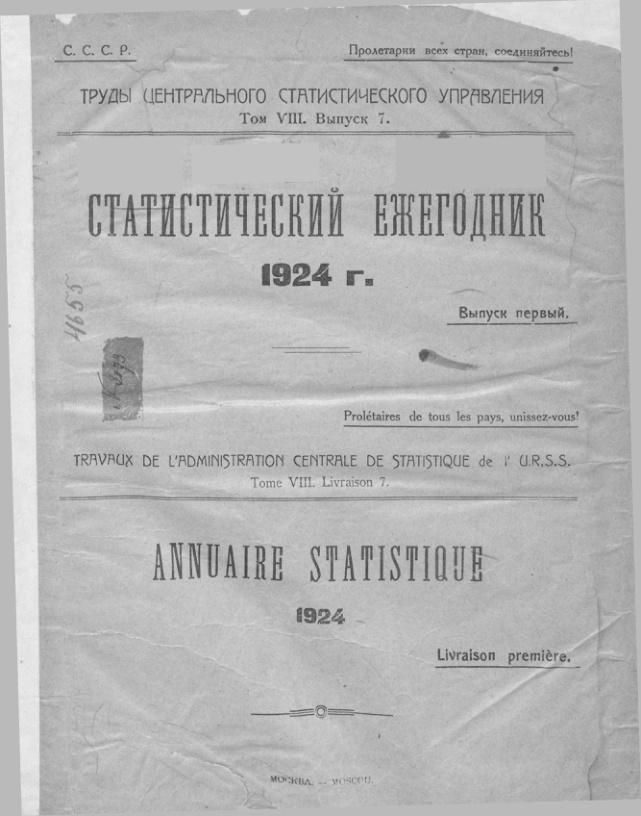 С. С. С. Р.
Пролетарии всех стран, соединяйтесь!
ТРУДЫ ЦЕНТРАЛЬНОГО СТАТИСТИЧЕСКОГО УПРАВЛЕНИЯ
Том VIII. Выпуск 7.
СТАТИСТИЧЕСКИЙ ЕЖЕГОДНИК
1924 г.
Выпуск первый.
41655
Prolétaires de tous les pays, unissez-vous!
TRAVAUX DE L'ADMINISTRATION CENTRALE DE STATISTIQUE de l' U.R.S.S.
Tome VIII. Livraison 7.
ANNUAIRE STATISTIQUE
1924
Livraison première.
МОСКВА. — MOSCOU.